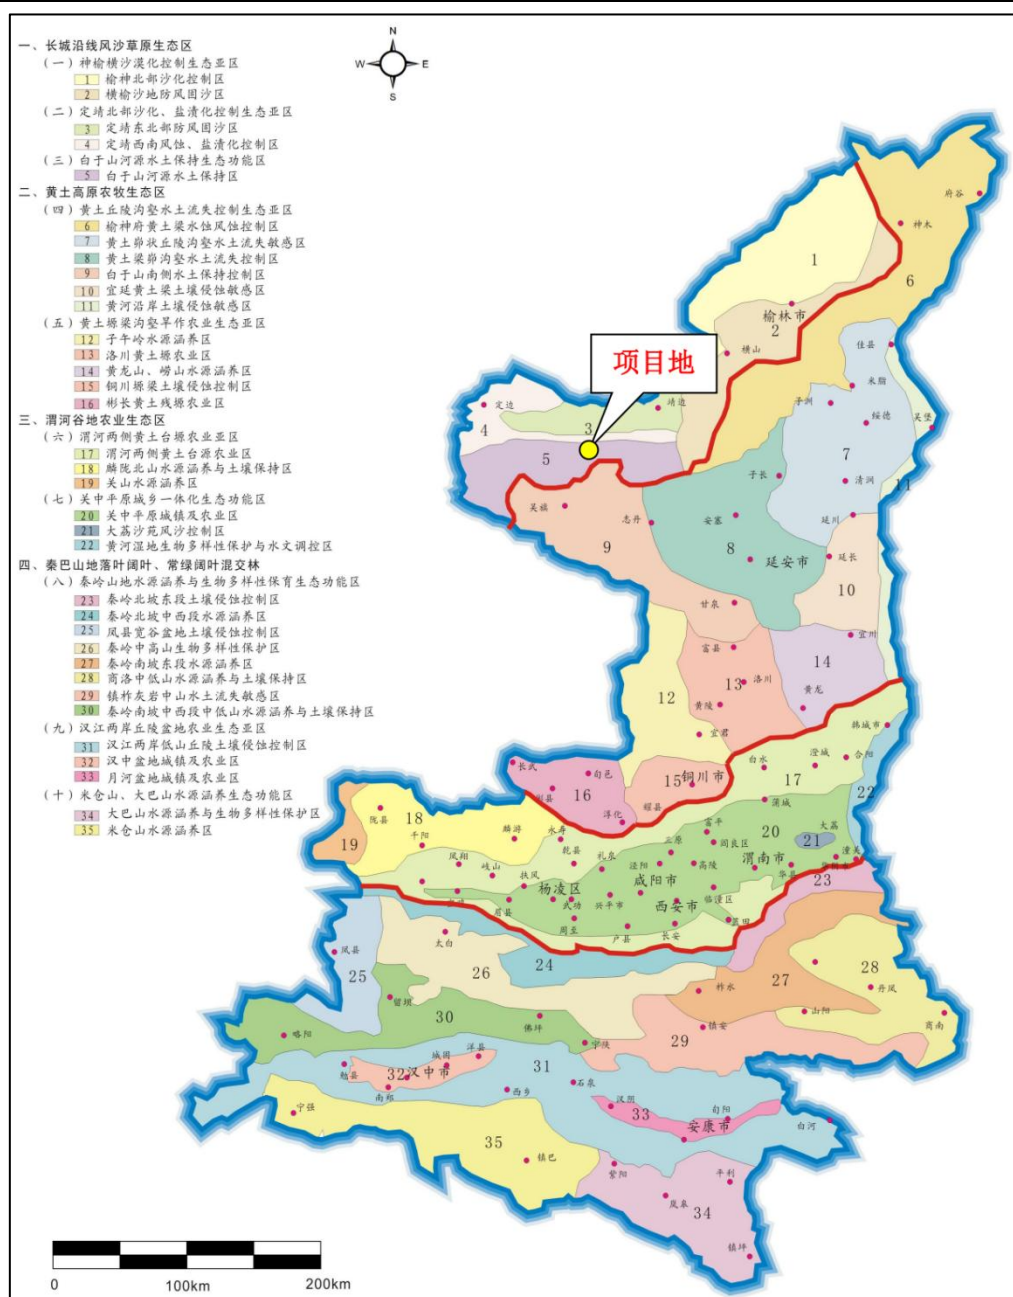 一、长城沿线风沙草原生态区
(一)神榆横沙漠化控制生态亚区
1 榆神北部沙化控制区
2 横榆沙地防风固沙区
(二)定靖北部沙化、盐渍化控制生态亚区
3 定靖东北部防风固沙区
4 定靖西南风蚀、盐渍化控制区
(三)白于山河源水土保持生态功能区
5 白于山河源水土保持区
二、黄土高原农牧生态区
(四)黄土丘陵沟壑水土流失控制生态亚区
6 榆神府黄土梁水蚀风蚀控制区
7 黄土峁状丘陵沟壑水土流失敏感区
8 黄土梁峁沟壑水土流失控制区
9 白于山南侧水土保持控制区
10 宜延黄土梁土壤侵蚀敏感区
11 黄河沿岸土壤侵蚀敏感区
(五)黄土塬梁沟壑旱作农业生态亚区
12 子午岭水源涵养区
13 洛川黄土塬农业区
14 黄龙山、崂山水源涵养区
15 铜川塬梁土壤侵蚀控制区
16 彬长黄土残塬农业区
三、渭河谷地农业生态区
(六)渭河两侧黄土台塬农业亚区
17 渭河两侧黄土台源农业区
18 麟陇北山水源涵养与土壤保持区
19 关山水源涵养区
(七)关中平原城乡一体化生态功能区
20 关中平原城镇及农业区
21 大荔沙苑风沙控制区
22 黄河湿地生物多样性保护与水文调控区
四、秦巴山地落叶阔叶、常绿阔叶混交林
(八)秦岭山地水源涵养与生物多样性保育生态功能区
23 秦岭北坡东段土壤侵蚀控制区
24 秦岭北坡中西段水源涵养区
25 凤县宽谷盆地土壤侵蚀控制区
26 秦岭中高山生物多样性保护区
27 秦岭南坡东段水源涵养区
28 商洛中低山水源涵养与土壤保持区
29 镇柞灰岩中山水土流失敏感区
30 秦岭南坡中西段中低山水源涵养与土壤保持区
(九)汉江两岸丘陵盆地农业生态亚区
31 汉江两岸低山丘陵土壤侵蚀控制区
32 汉中盆地城镇及农业区
33 月河盆地城镇及农业区
(十)米仓山、大巴山水源涵养生态功能区
34 大巴山水源涵养与生物多样性保护区
35 米仓山水源涵养区
N
W E
S
府谷
神木
1
6
榆林市
2
横山
佳县
项目地
米脂
定边
靖边
子洲
绥德
吴堡
4
3
5
7
子长
清涧
11
吴旗
志丹
安塞
延川
9
8
延安市
延长
10
甘泉
宜川
富县
14
12
13
洛川
黄陵
黄龙
宜君
韩城市
长武
旬邑
15
铜川市
白水
澄城
合阳
彬县
16
耀县
17
22
淳化
蒲城
陇县
18
19
千阳
麟游
永寿
乾县
礼泉
三原
富平
阎良区
20
大荔
21
潼关
凤翔
岐山
扶风
泾阳
高陵
渭南市
华县
23
杨凌区
咸阳市
眉县
武功
兴平市
西安市
临潼区
周至
户县
长安
蓝田
太白
凤县
25
26
24
27
28
柞水
丹凤
留坝
山阳
商南
30
佛坪
镇安
略阳
宁陕
29
洋县
城固
31
勉县
32
汉中市
石泉
南郑
西乡
汉阴
33
旬阳
宁强
安康市
白河
35
镇巴
紫阳
平利
岚皋
34
镇坪
0 100km 200km